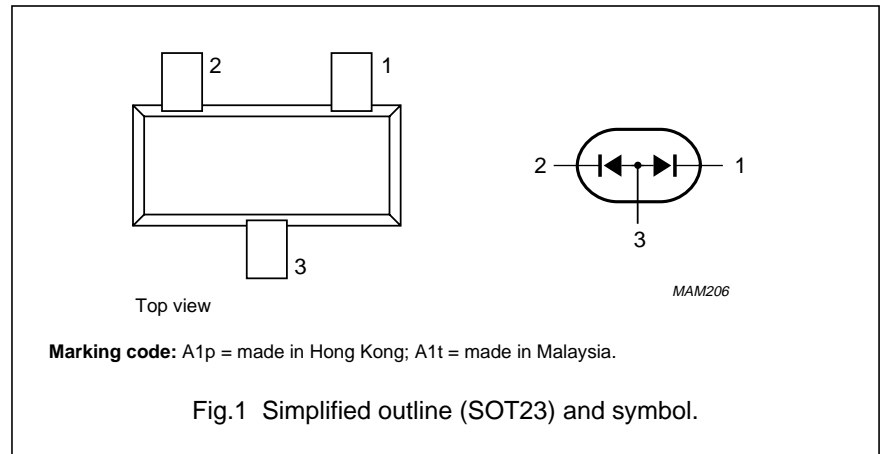 2
1
3
Top view
2
1
3
MAM206
Marking code: A1p = made in Hong Kong; A1t = made in Malaysia.
Fig.1 Simplified outline (SOT23) and symbol.